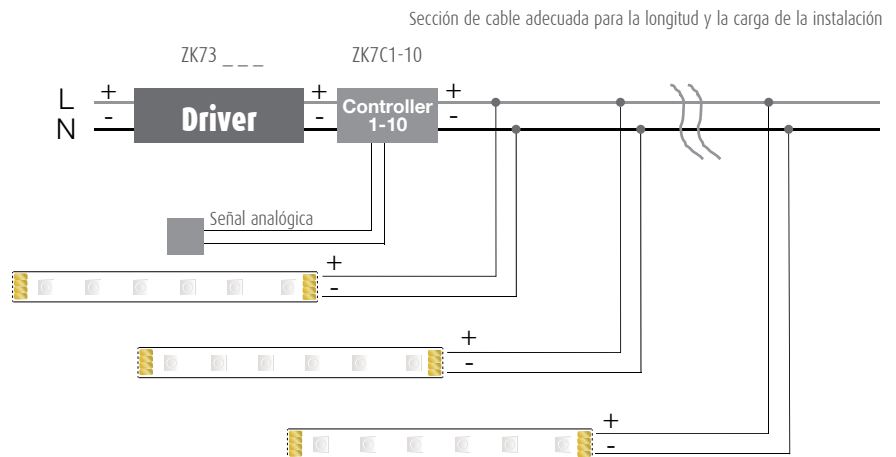 Sección de cable adecuada para la longitud y la carga de la instalación
ZK73 _ _ _
ZK7C1-10
L + + +
Driver
Controller
1-10
N - - -
Señal analógica
+
-
+
-
+
-